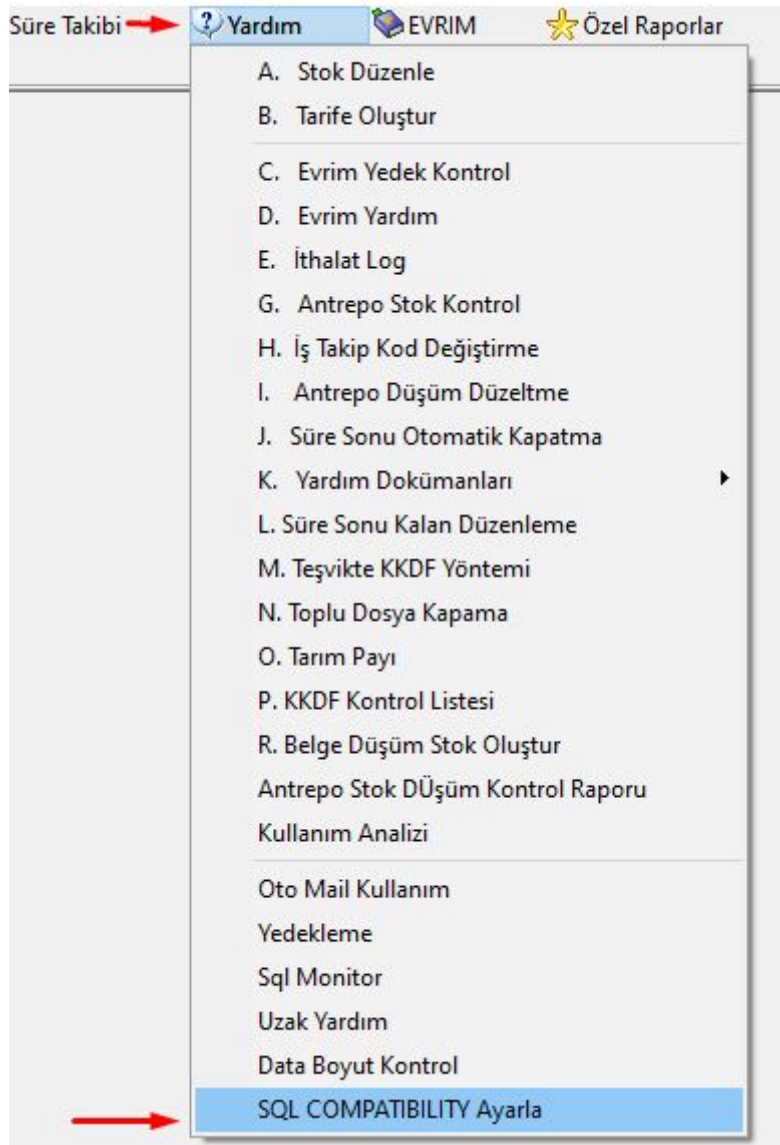 Süre Takibi Yardım EVRIM Özel Raporlar
A. Stok Düzenle
B. Tarife Oluştur
C. Evrim Yedek Kontrol
D. Evrim Yardım
E. İthalat Log
G. Antrepo Stok Kontrol
H. İş Takip Kod Değiştirme
I. Antrepo Düşüm Düzeltme
J. Süre Sonu Otomatik Kapatma
K. Yardım Dokümanları
L. Süre Sonu Kalan Düzenleme
M. Teşvikte KKDF Yöntemi
N. Toplu Dosya Kapama
O. Tarım Payı
P. KKDF Kontrol Listesi
R. Belge Düşüm Stok Oluştur
Antrepo Stok DÜşüm Kontrol Raporu
Kullanım Analizi
Oto Mail Kullanım
Yedekleme
Sql Monitor
Uzak Yardım
Data Boyut Kontrol
SQL COMPATIBILITY Ayarla